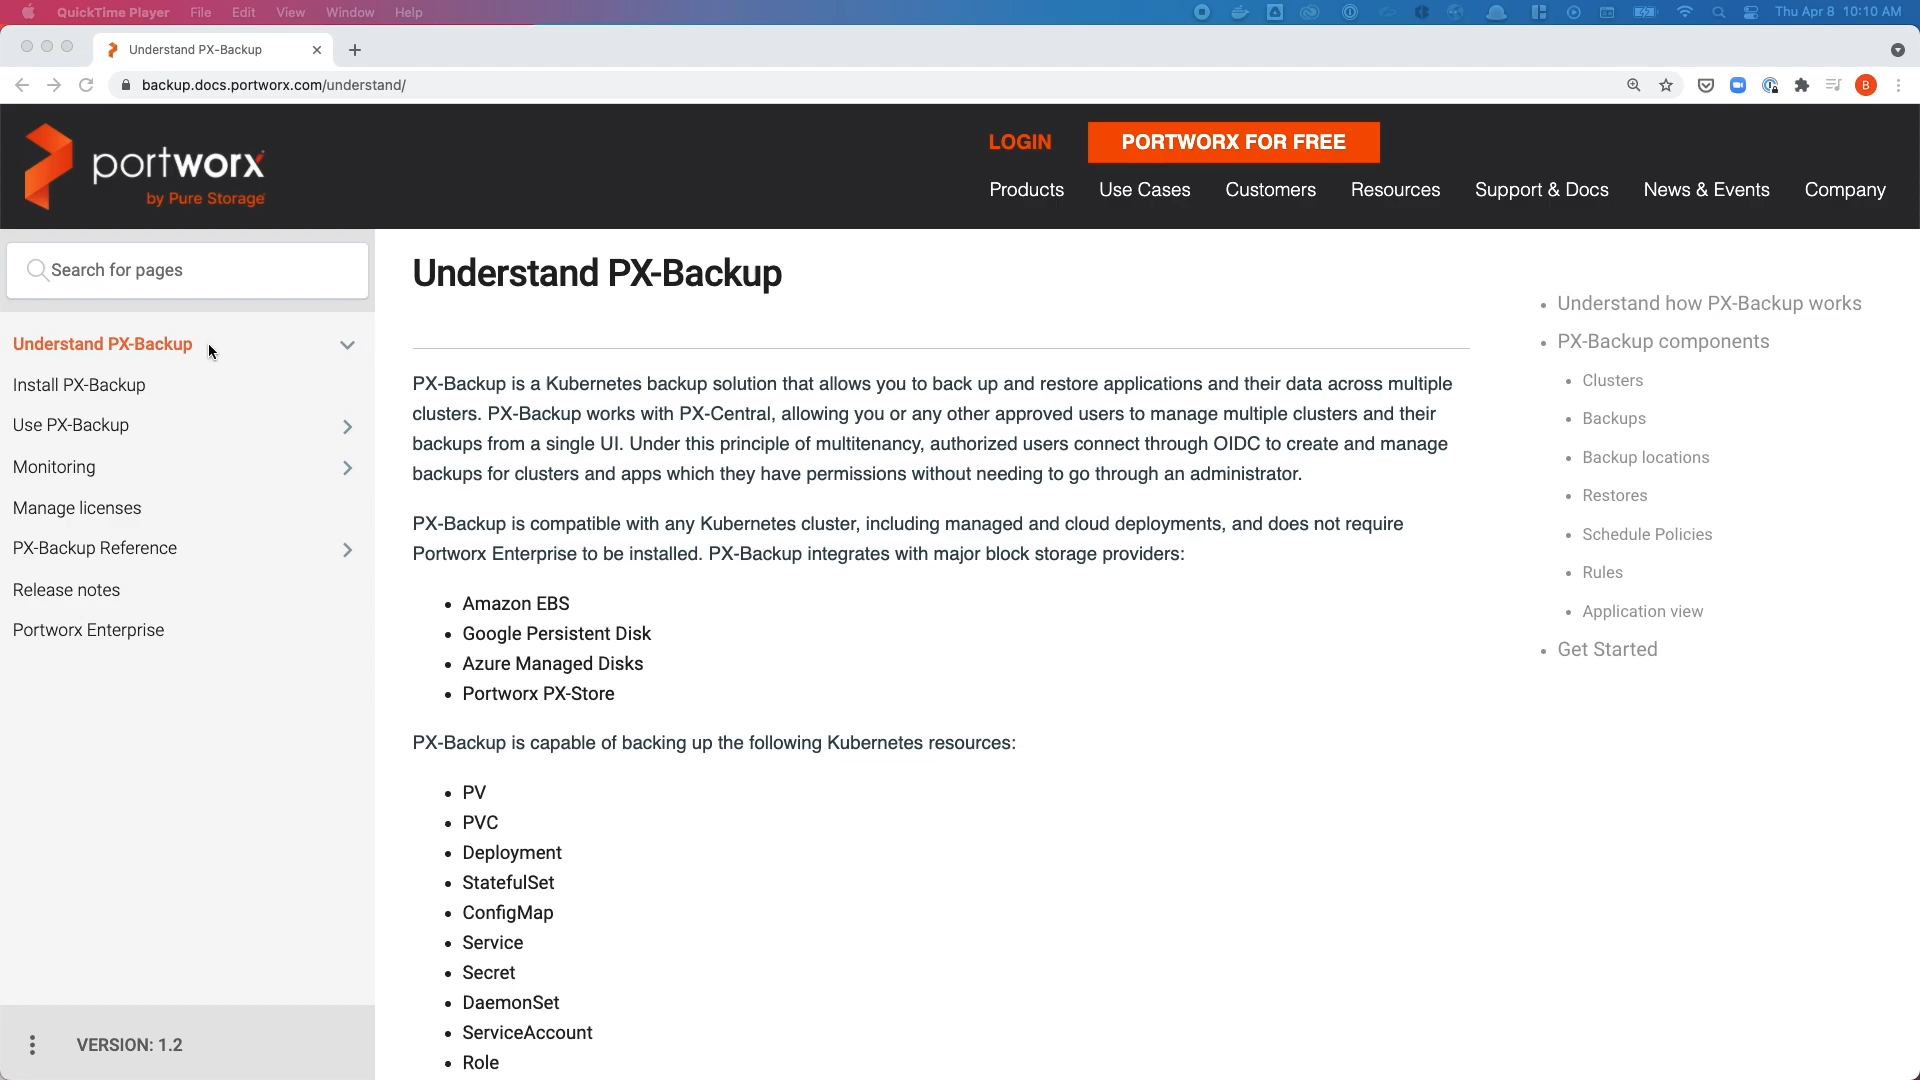 QuickTime Player File Edit View Window Help Thu Apr 8 10:10 AM
Understand PX-Backup
backup.docs.portworx.com/understand/
B
portworx
by Pure Storage
LOGIN
PORTWORX FOR FREE
Products Use Cases Customers Resources Support & Docs News & Events Company
Search for pages
Understand PX-Backup
Install PX-Backup
Use PX-Backup
Monitoring
Manage licenses
PX-Backup Reference
Release notes
Portworx Enterprise
VERSION: 1.2
Understand PX-Backup
PX-Backup is a Kubernetes backup solution that allows you to back up and restore applications and their data across multiple
clusters. PX-Backup works with PX-Central, allowing you or any other approved users to manage multiple clusters and their
backups from a single UI. Under this principle of multitenancy, authorized users connect through OIDC to create and manage
backups for clusters and apps which they have permissions without needing to go through an administrator.
PX-Backup is compatible with any Kubernetes cluster, including managed and cloud deployments, and does not require
Portworx Enterprise to be installed. PX-Backup integrates with major block storage providers:
• Amazon EBS
• Google Persistent Disk
• Azure Managed Disks
• Portworx PX-Store
PX-Backup is capable of backing up the following Kubernetes resources:
• PV
• PVC
• Deployment
• StatefulSet
• ConfigMap
• Service
• Secret
• DaemonSet
• ServiceAccount
• Role
• Understand how PX-Backup works
• PX-Backup components
• Clusters
• Backups
• Backup locations
• Restores
• Schedule Policies
• Rules
• Application view
• Get Started